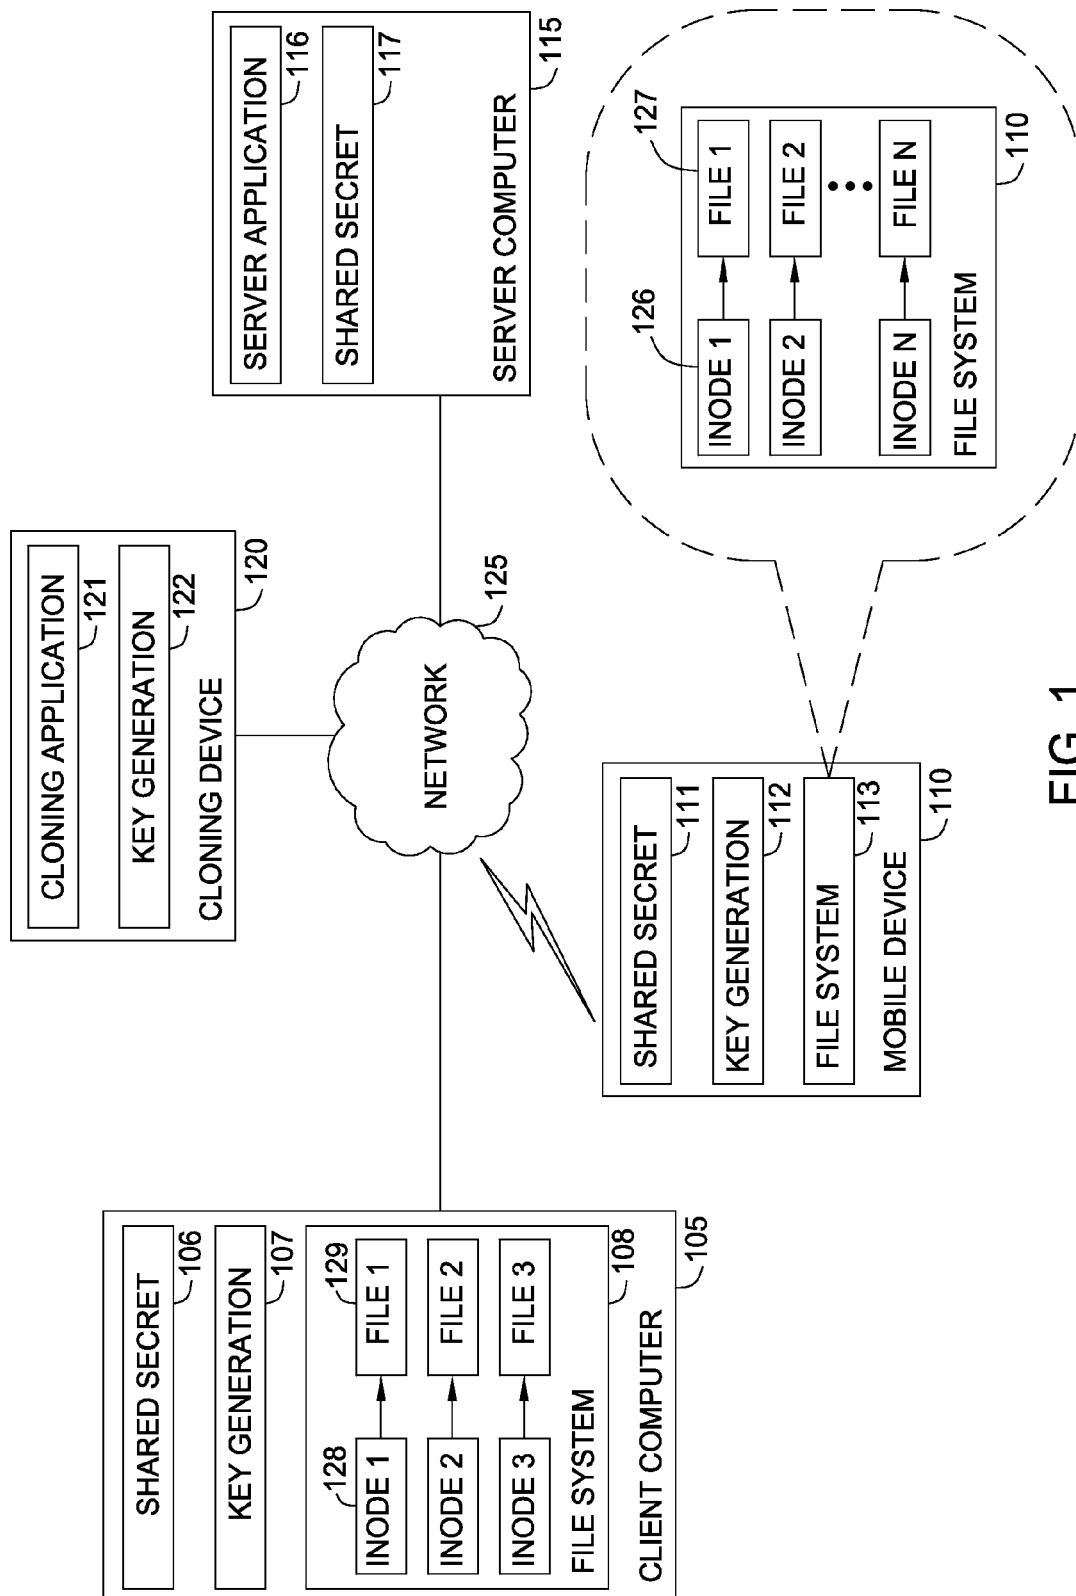 SHARED SECRET
106
KEY GENERATION
107
128
129
INODE 1
FILE 1
INODE 2
FILE 2
INODE 3
FILE 3
FILE SYSTEM
108
CLIENT COMPUTER
105
CLONING APPLICATION
121
KEY GENERATION
122
CLONING DEVICE
120
NETWORK
125
SERVER APPLICATION
116
SHARED SECRET
117
SERVER COMPUTER
115
SHARED SECRET
111
KEY GENERATION
112
FILE SYSTEM
113
MOBILE DEVICE
110
126
127
INODE 1
FILE 1
INODE 2
FILE 2
INODE N
FILE N
FILE SYSTEM
110